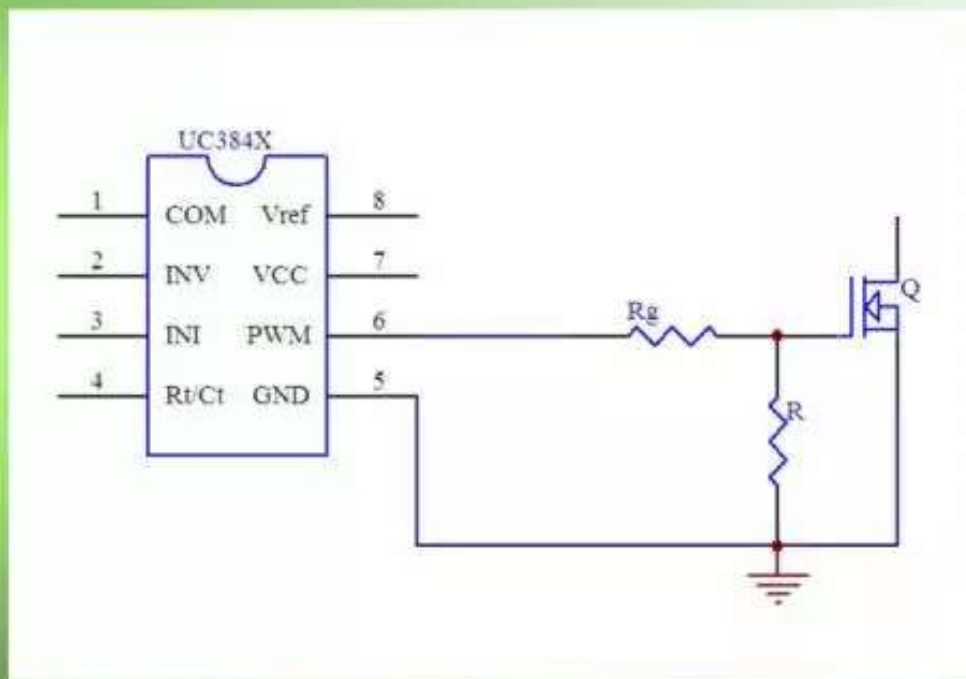 UC384X
1 COM Vref 8
2 INV VCC 7
3 INI PWM 6
4 Rt/Ct GND 5
Rg
Q
R